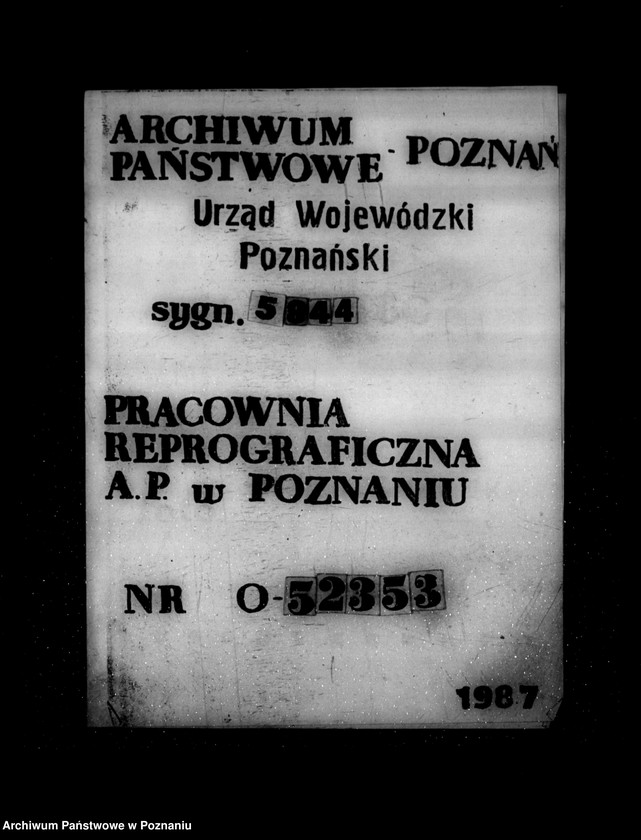 ARCHIWUM
PAŃSTWOWE - POZNAŃ
Urząd Wojewódzki
Poznański
sygn. 5844
PRACOWNIA
REPROGRAFICZNA
A.P. w POZNANIU
NR O-52353
1987
Archiwum Państwowe w Poznaniu